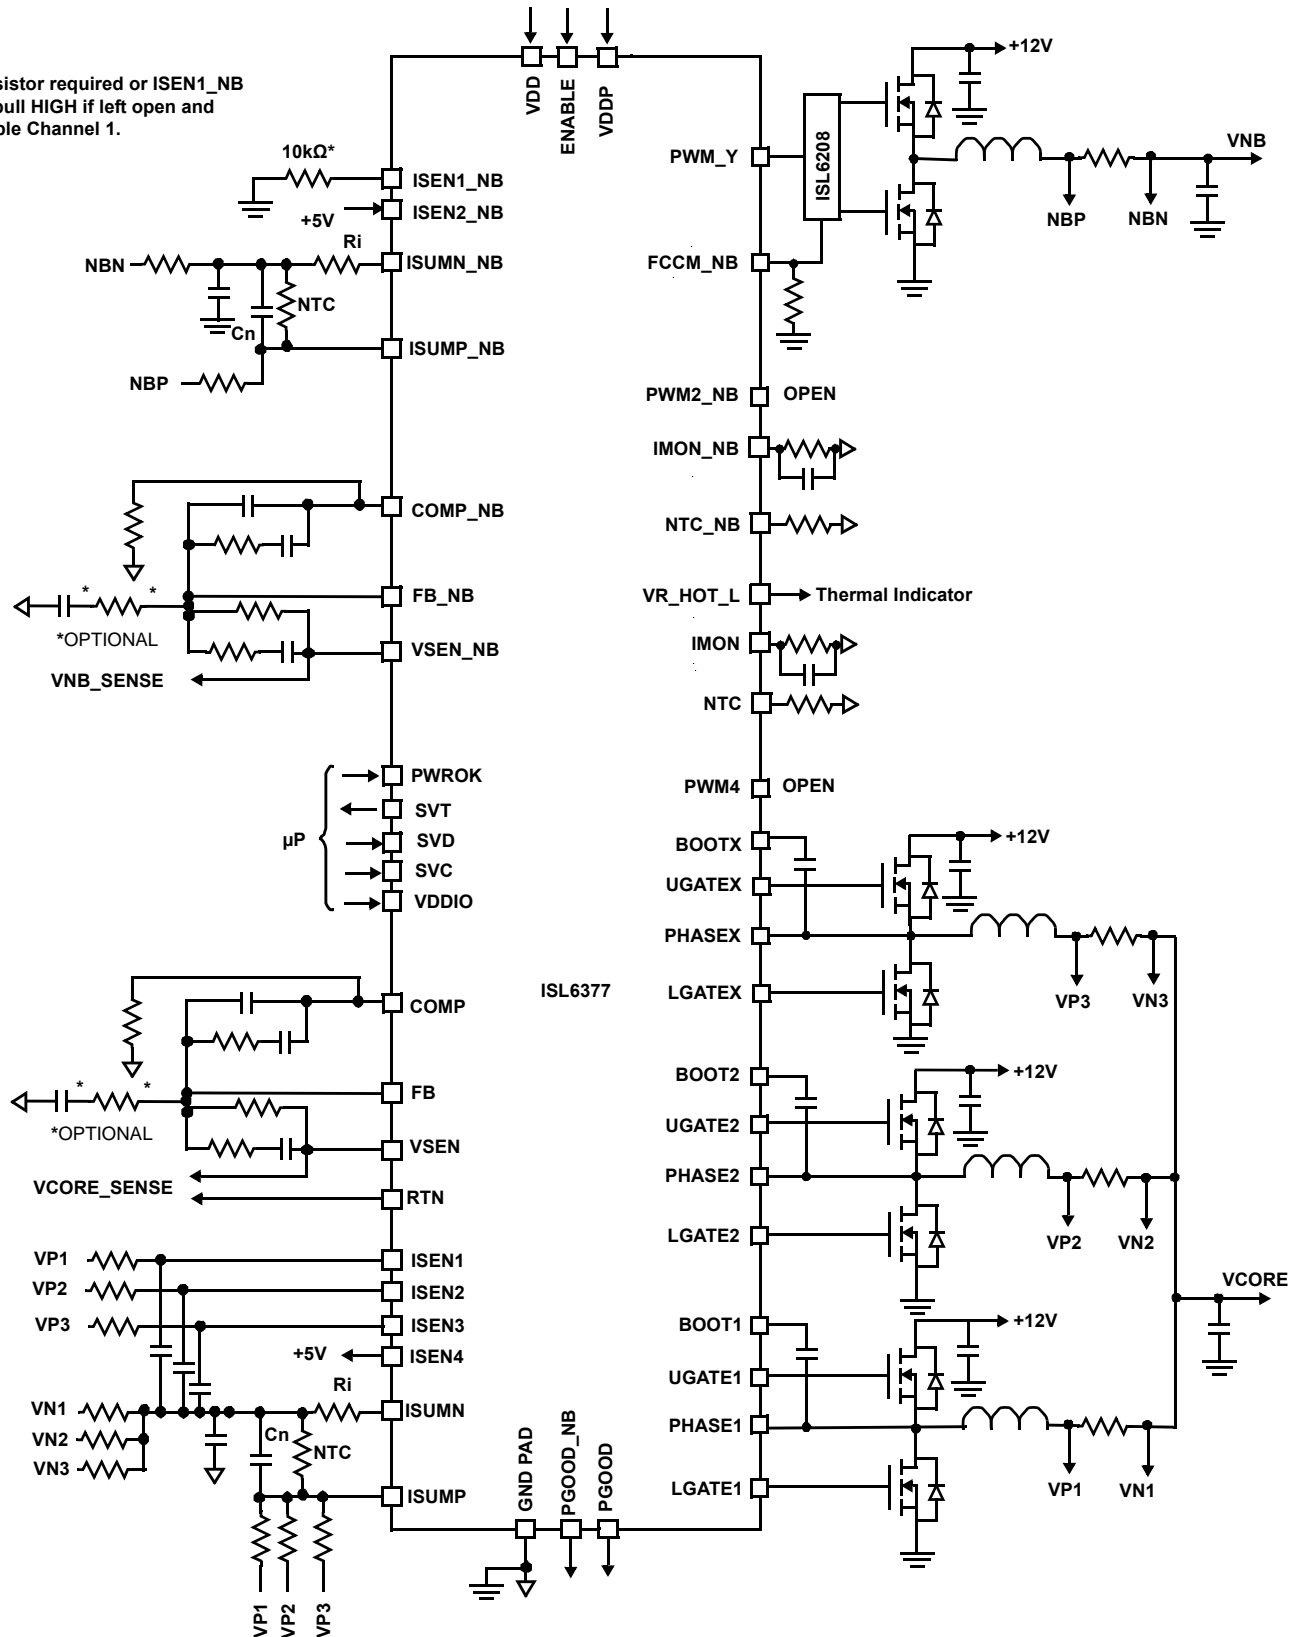 sistor required or ISEN1_NB
pull HIGH if left open and
ble Channel 1.
VDD
ENABLE
VDDP
+12V
ISL6208
PWM_Y
VNB
NBP
NBN
FCCM_NB
10kΩ*
ISEN1_NB
+5V
ISEN2_NB
NBN
Ri
ISUMN_NB
NTC
Cn
ISUMP_NB
NBP
PWM2_NB
OPEN
IMON_NB
COMP_NB
NTC_NB
* *
FB_NB
*OPTIONAL
VSEN_NB
VNB_SENSE
VR_HOT_L
Thermal Indicator
IMON
NTC
µP
PWROK
SVT
SVD
SVC
VDDIO
PWM4
OPEN
BOOTX
+12V
UGATEX
PHASEX
LGATEX
VP3
VN3
COMP
ISL6377
* *
FB
*OPTIONAL
VSEN
VCORE_SENSE
RTN
BOOT2
+12V
UGATE2
PHASE2
LGATE2
VP2
VN2
VCORE
VP1
ISEN1
VP2
ISEN2
VP3
ISEN3
+5V
ISEN4
Ri
VN1
ISUMN
VN2
Cn
NTC
VN3
ISUMP
VP1
VP2
VP3
BOOT1
+12V
UGATE1
PHASE1
LGATE1
VP1
VN1
GND PAD
PGOOD_NB
PGOOD